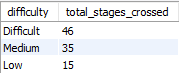 difficulty total_stages_crossed
Difficult 46
Medium 35
Low 15